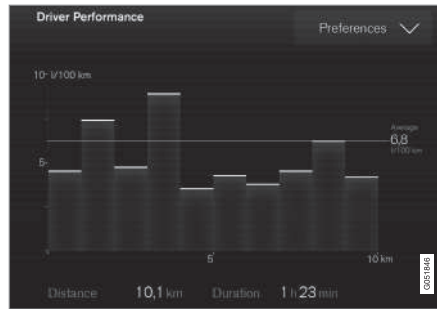 Driver Performance
Preferences
10- l/100 km
Average
6,8
l/100 km
5-
5
10 km
Distance 10,1 km Duration 1 h 23 min
G051846